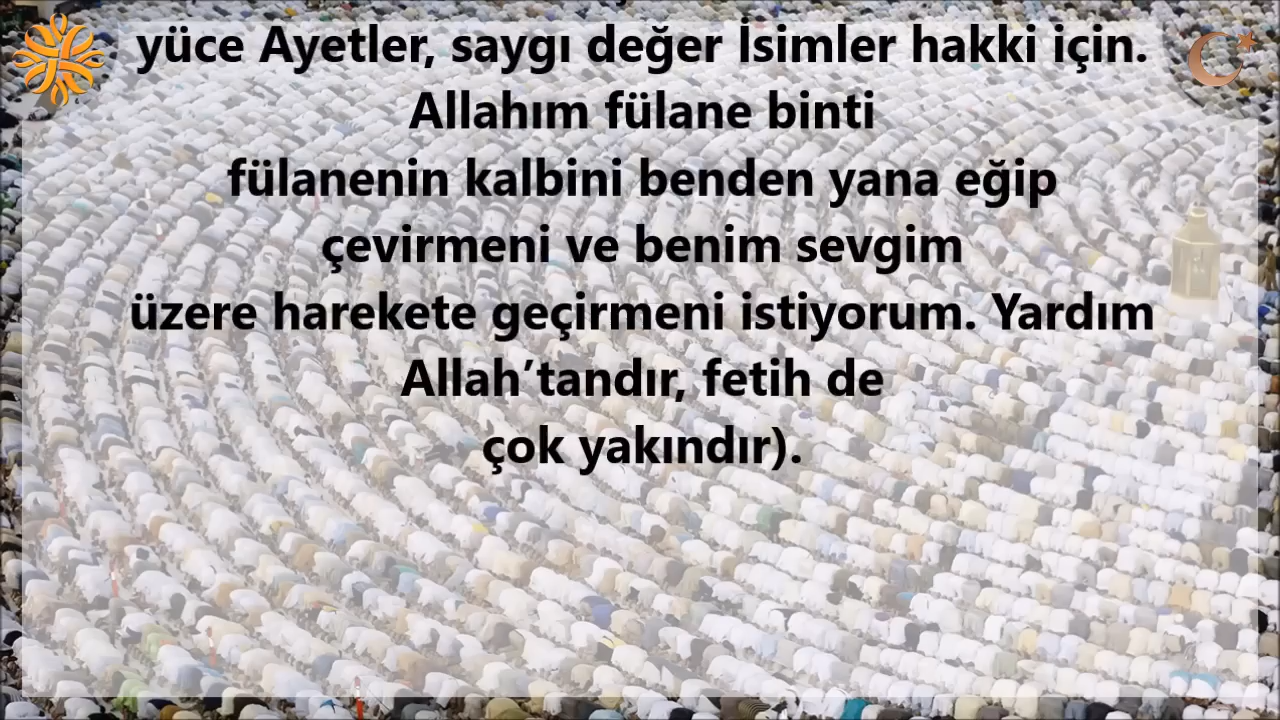 yüce Ayetler, saygı değer İsimler hakki için.
Allahım fülane binti
fülanenin kalbini benden yana eğip
çevirmeni ve benim sevgim
üzere harekete geçirmeni istiyorum. Yardım
Allah’tandır, fetih de
çok yakındır).